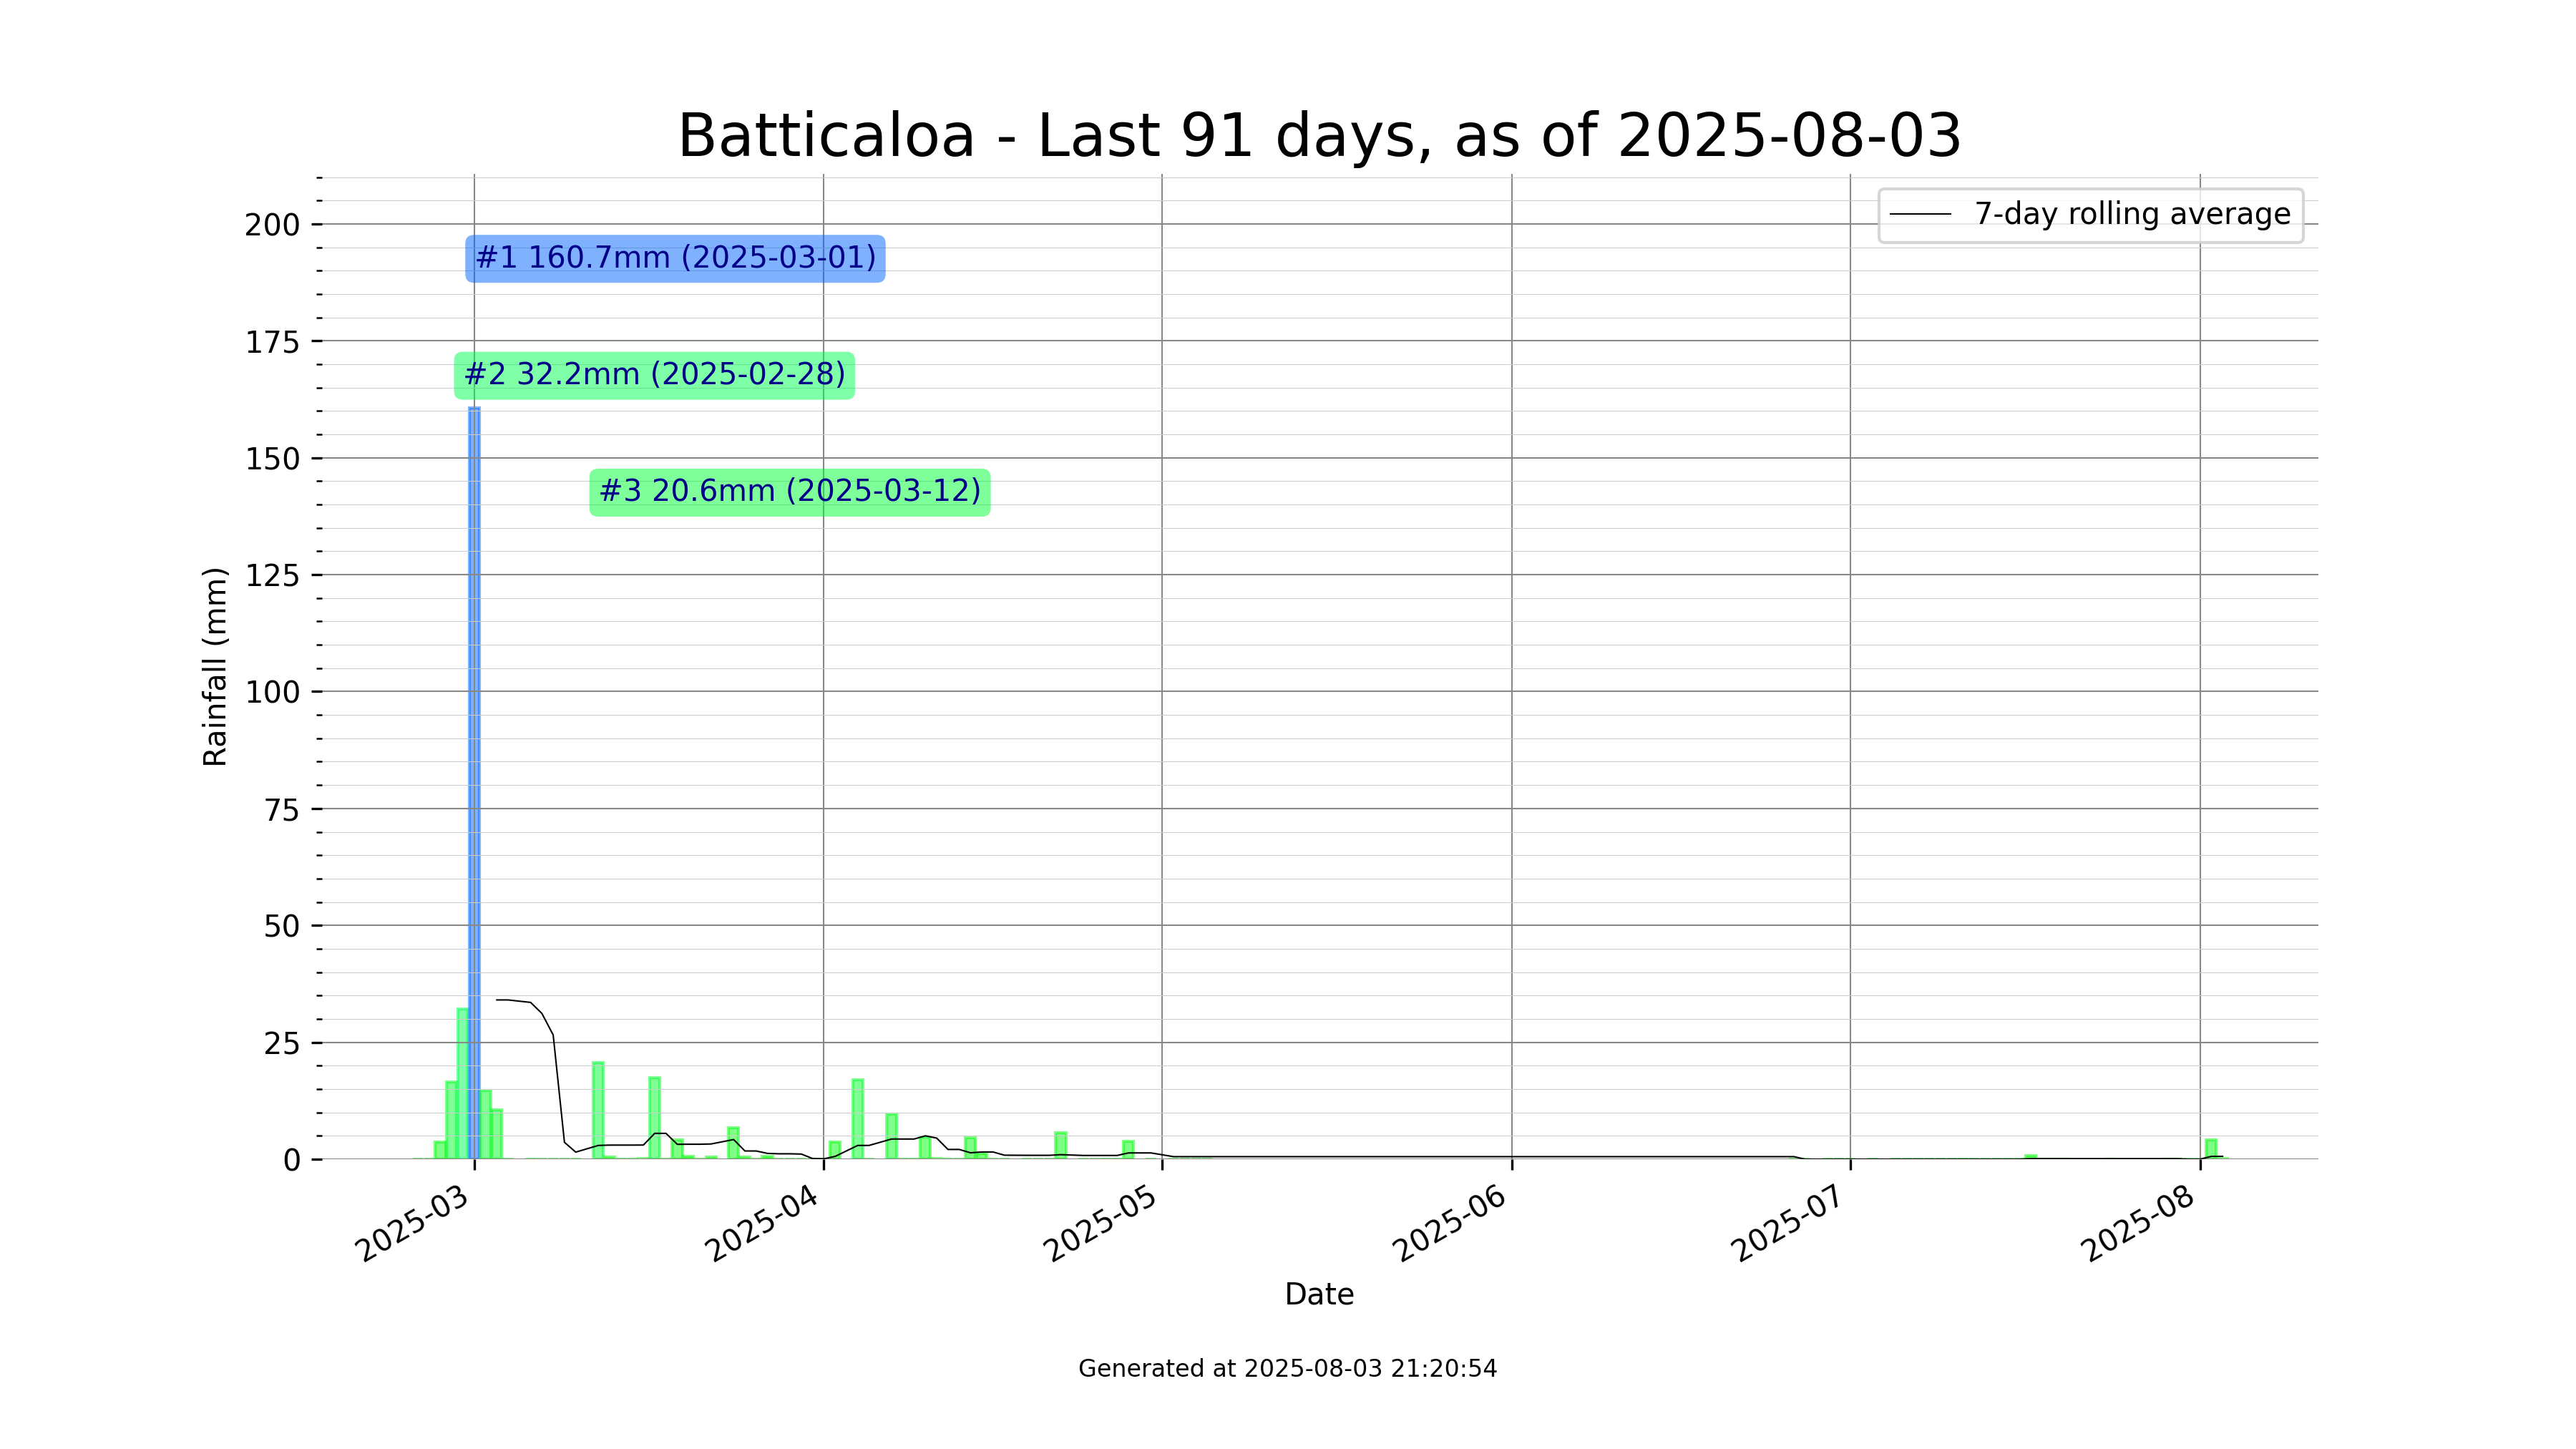 Batticaloa - Last 91 days, as of 2025-08-03
7-day rolling average
#1 160.7mm (2025-03-01)
#2 32.2mm (2025-02-28)
#3 20.6mm (2025-03-12)
Rainfall (mm)
200
175
150
125
100
75
50
25
0
2025-03
2025-04
2025-05
2025-06
2025-07
2025-08
Date
Generated at 2025-08-03 21:20:54